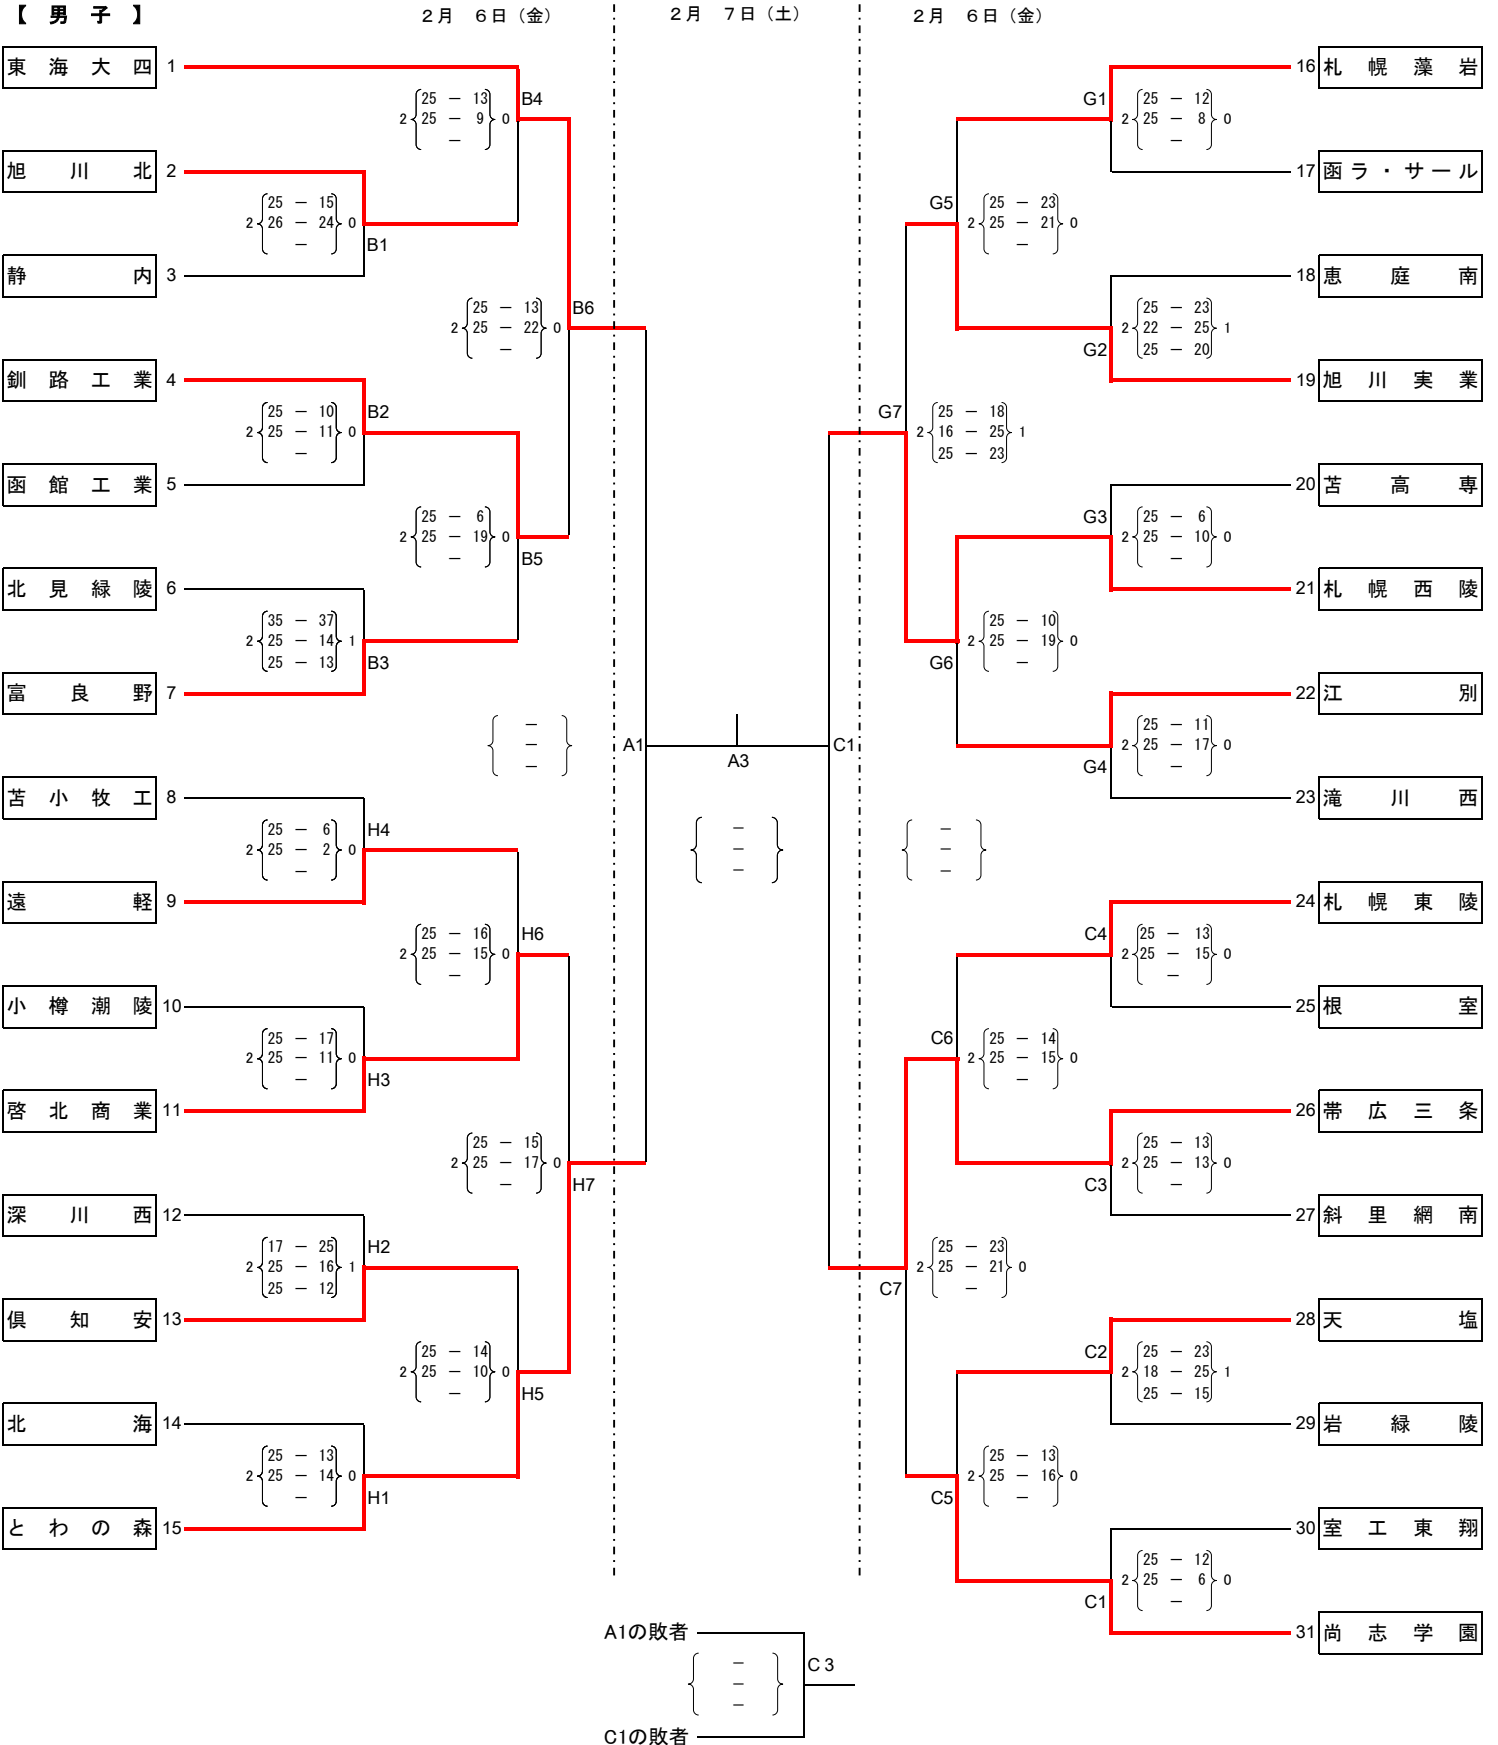 【 男 子 】
２月 ６日（金）
２月 ７日（土）
２月 ６日（金）
東海大四 1
25 － 13
2 25 － 9 0
－
B4
旭川北 2
25 － 15
2 26 － 24 0
－
B1
静内 3
25 － 13
2 25 － 22 0
－
B6
釧路工業 4
25 － 10
2 25 － 11 0
－
B2
函館工業 5
25 － 6
2 25 － 19 0
－
B5
北見緑陵 6
35 － 37
2 25 － 14 1
25 － 13
B3
富良野 7
－
－
－
A1
苫小牧工 8
25 － 6
2 25 － 2 0
－
H4
遠軽 9
25 － 16
2 25 － 15 0
－
H6
小樽潮陵 10
25 － 17
2 25 － 11 0
－
H3
啓北商業 11
25 － 15
2 25 － 17 0
－
H7
深川西 12
17 － 25
2 25 － 16 1
25 － 12
H2
倶知安 13
25 － 14
2 25 － 10 0
－
H5
北海 14
25 － 13
2 25 － 14 0
－
H1
とわの森 15
A3
－
－
－
16 札幌藻岩
G1
25 － 12
2 25 － 8 0
－
17 函ラ・サール
G5
25 － 23
2 25 － 21 0
－
18 恵庭南
G2
25 － 23
2 22 － 25 1
25 － 20
19 旭川実業
G7
25 － 18
2 16 － 25 1
25 － 23
20 苫高専
G3
25 － 6
2 25 － 10 0
－
21 札幌西陵
G6
25 － 10
2 25 － 19 0
－
22 江別
G4
25 － 11
2 25 － 17 0
－
23 滝川西
C1
－
－
－
24 札幌東陵
C4
25 － 13
2 25 － 15 0
－
25 根室
C6
25 － 14
2 25 － 15 0
－
26 帯広三条
C3
25 － 13
2 25 － 13 0
－
27 斜里網南
C7
25 － 23
2 25 － 21 0
－
28 天塩
C2
25 － 23
2 18 － 25 1
25 － 15
29 岩緑陵
C5
25 － 13
2 25 － 16 0
－
30 室工東翔
C1
25 － 12
2 25 － 6 0
－
31 尚志学園
A1の敗者
－
－
－
C 3
C1の敗者